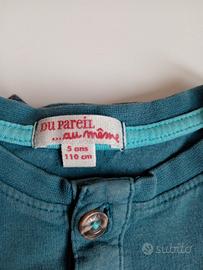 DU PAREIL
...au même
5 ans
110 cm
subito